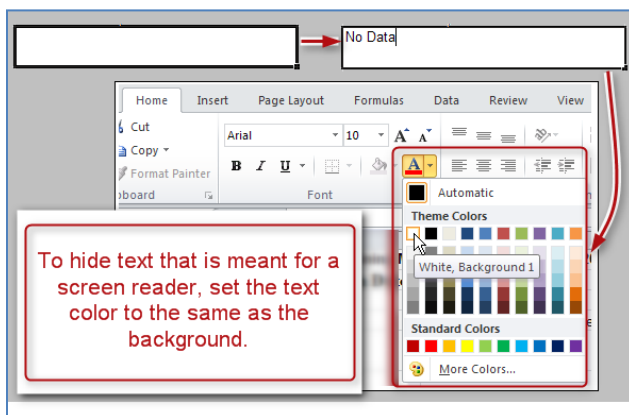 No Data
Home Insert Page Layout Formulas Data Review View
Cut
Copy
Format Painter
Arial 10 A A
B I U A
Font
Automatic
Theme Colors
White, Background 1
Standard Colors
More Colors...
To hide text that is meant for a
screen reader, set the text
color to the same as the
background.